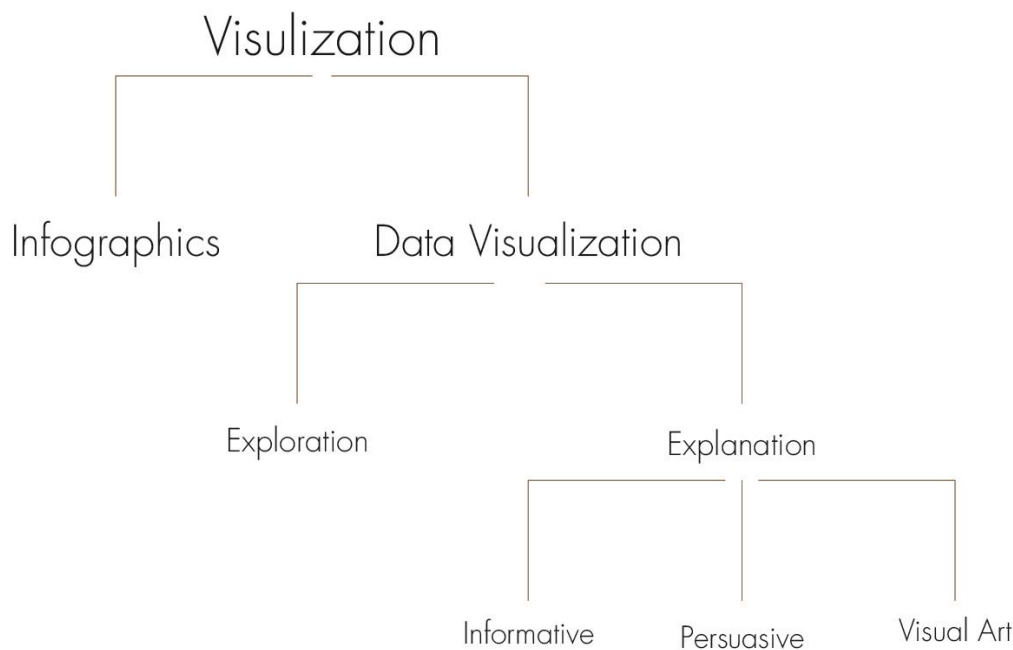 Visulization
Infographics
Data Visualization
Exploration
Explanation
Informative
Persuasive
Visual Art